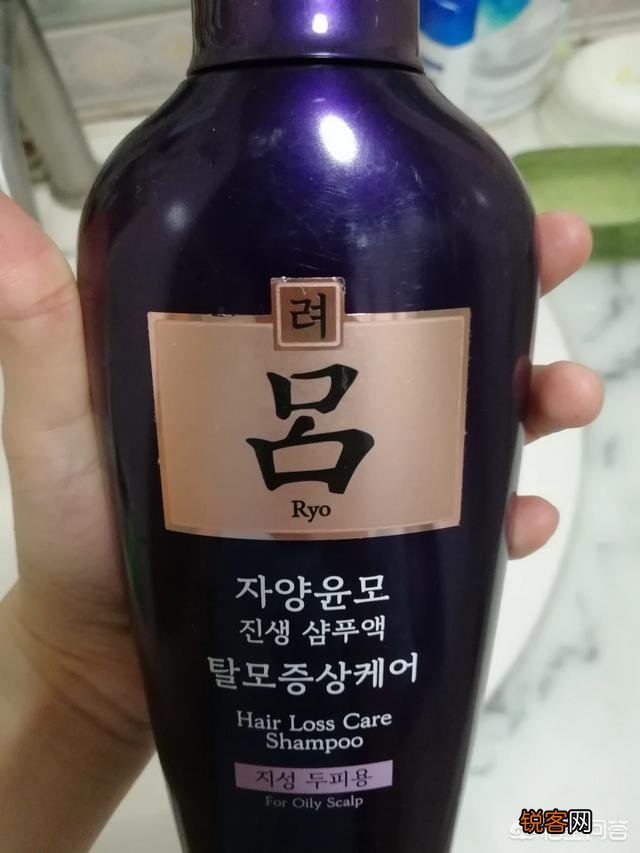 려
呂
Ryo
자양윤모
진생 샴푸액
탈모증상케어
Hair Loss Care
Shampoo
지성 두피용
For Oily Scalp
锐客网